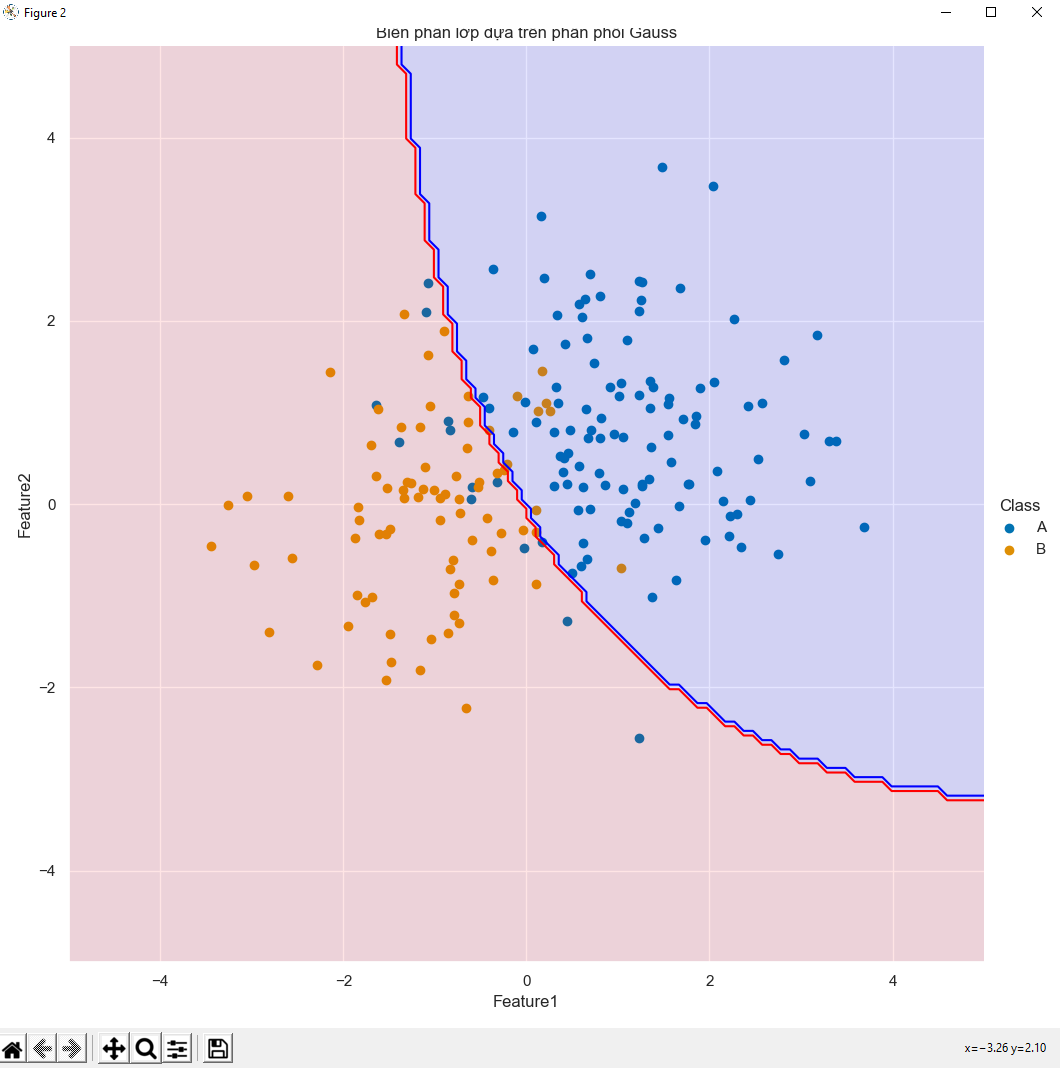 Figure 2
Biên phân lớp dựa trên phân phối Gauss
4
2
0
−2
−4
Feature2
−4 −2 0 2 4
Feature1
Class
A
B
x=−3.26 y=2.10